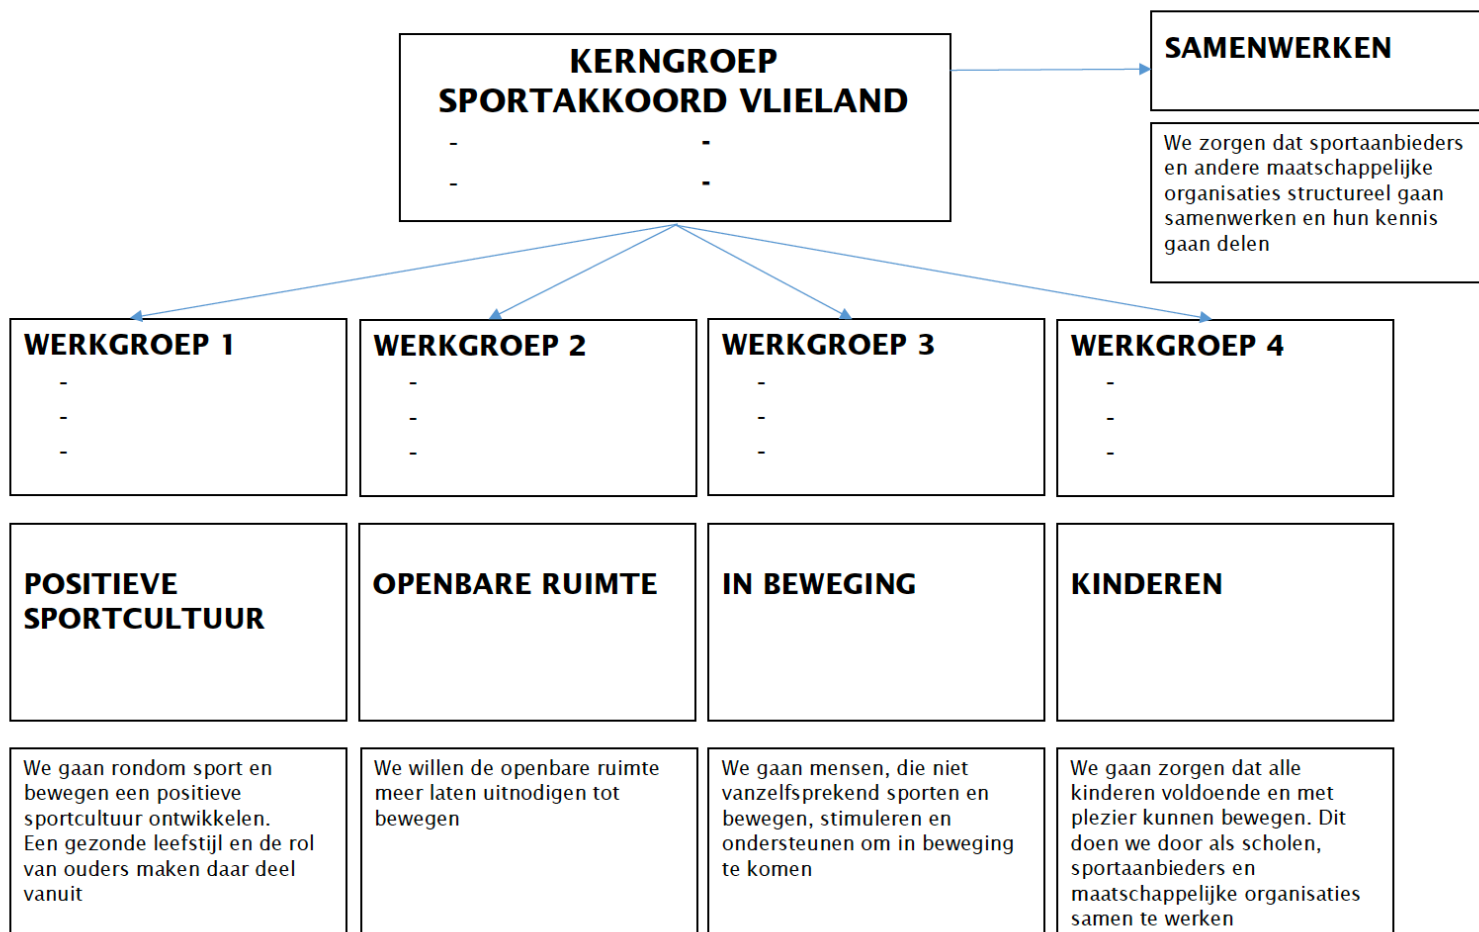 KERNGROEP
SPORTAKKOORD VLIELAND
- -
- -
SAMENWERKEN
We zorgen dat sportaanbieders
en andere maatschappelijke
organisaties structureel gaan
samenwerken en hun kennis
gaan delen
WERKGROEP 1
-
-
-
WERKGROEP 2
-
-
-
WERKGROEP 3
-
-
-
WERKGROEP 4
-
-
-
POSITIEVE
SPORTCULTUUR
OPENBARE RUIMTE
IN BEWEGING
KINDEREN
We gaan rondom sport en
bewegen een positieve
sportcultuur ontwikkelen.
Een gezonde leefstijl en de rol
van ouders maken daar deel
vanuit
We willen de openbare ruimte
meer laten uitnodigen tot
bewegen
We gaan mensen, die niet
vanzelfsprekend sporten en
bewegen, stimuleren en
ondersteunen om in beweging
te komen
We gaan zorgen dat alle
kinderen voldoende en met
plezier kunnen bewegen. Dit
doen we door als scholen,
sportaanbieders en
maatschappelijke organisaties
samen te werken